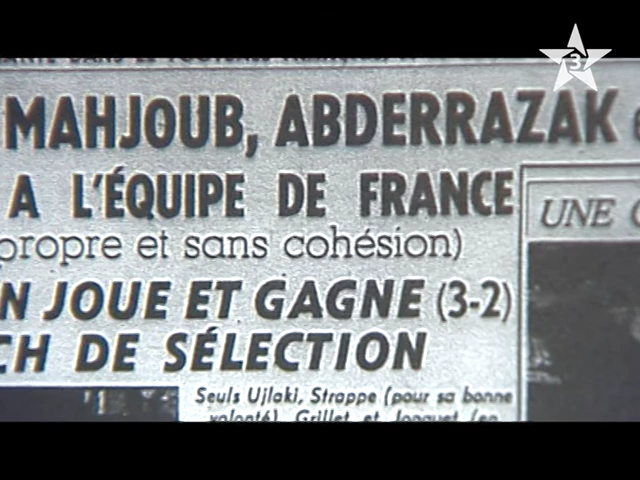 3
MAHJOUB, ABDERRAZAK
A L'ÉQUIPE DE FRANCE
propre et sans cohésion)
UNE
N JOUE ET GAGNE (3-2)
CH DE SÉLECTION
Seuls Ujlaki, Strappe (pour sa bonne
volonté), Grillet et Jonquet (en